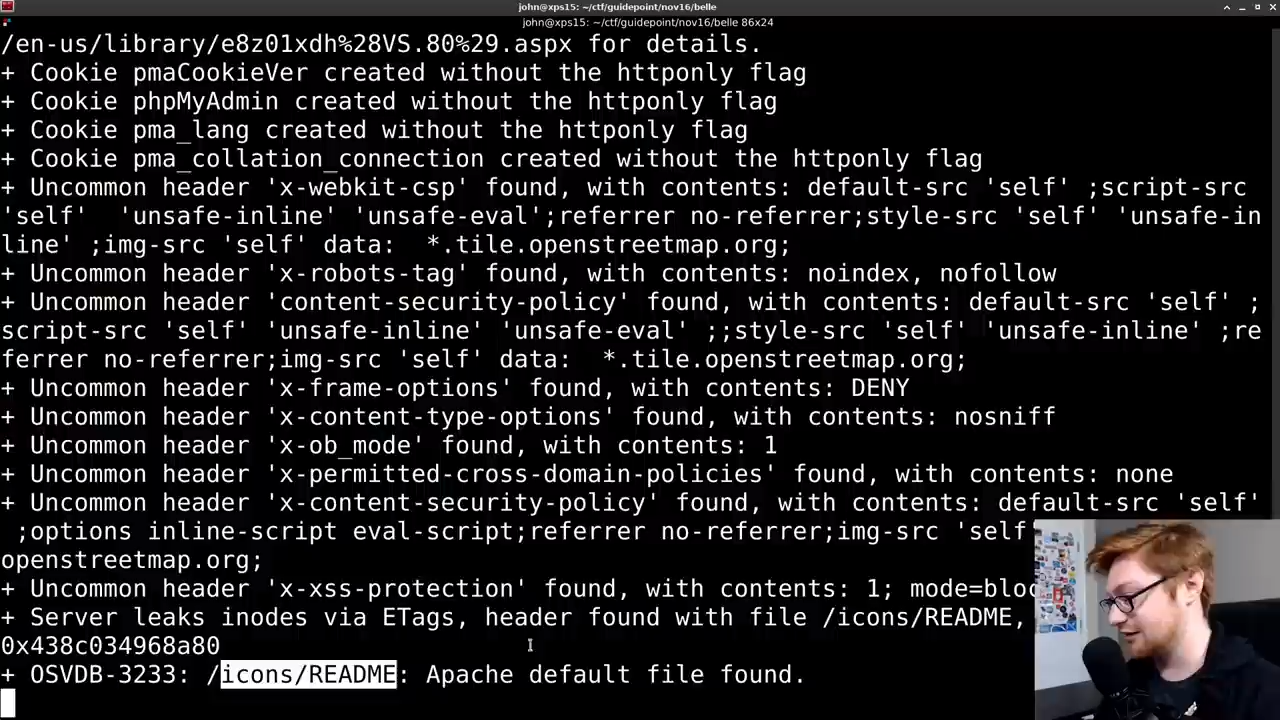 john@xps15: ~/ctf/guidepoint/nov16/belle
john@xps15: ~/ctf/guidepoint/nov16/belle 86x24
/en-us/library/e8z01xdh%28VS.80%29.aspx for details.
+ Cookie pmaCookieVer created without the httponly flag
+ Cookie phpMyAdmin created without the httponly flag
+ Cookie pma_lang created without the httponly flag
+ Cookie pma_collation_connection created without the httponly flag
+ Uncommon header 'x-webkit-csp' found, with contents: default-src 'self' ;script-src
'self'  'unsafe-inline' 'unsafe-eval';referrer no-referrer;style-src 'self' 'unsafe-in
line' ;img-src 'self' data:  *.tile.openstreetmap.org;
+ Uncommon header 'x-robots-tag' found, with contents: noindex, nofollow
+ Uncommon header 'content-security-policy' found, with contents: default-src 'self' ;
script-src 'self' 'unsafe-inline' 'unsafe-eval' ;;style-src 'self' 'unsafe-inline' ;re
ferrer no-referrer;img-src 'self' data:  *.tile.openstreetmap.org;
+ Uncommon header 'x-frame-options' found, with contents: DENY
+ Uncommon header 'x-content-type-options' found, with contents: nosniff
+ Uncommon header 'x-ob_mode' found, with contents: 1
+ Uncommon header 'x-permitted-cross-domain-policies' found, with contents: none
+ Uncommon header 'x-content-security-policy' found, with contents: default-src 'self'
;options inline-script eval-script;referrer no-referrer;img-src 'self
openstreetmap.org;
+ Uncommon header 'x-xss-protection' found, with contents: 1; mode=bloc
+ Server leaks inodes via ETags, header found with file /icons/README,
0x438c034968a80
+ OSVDB-3233: /icons/README: Apache default file found.